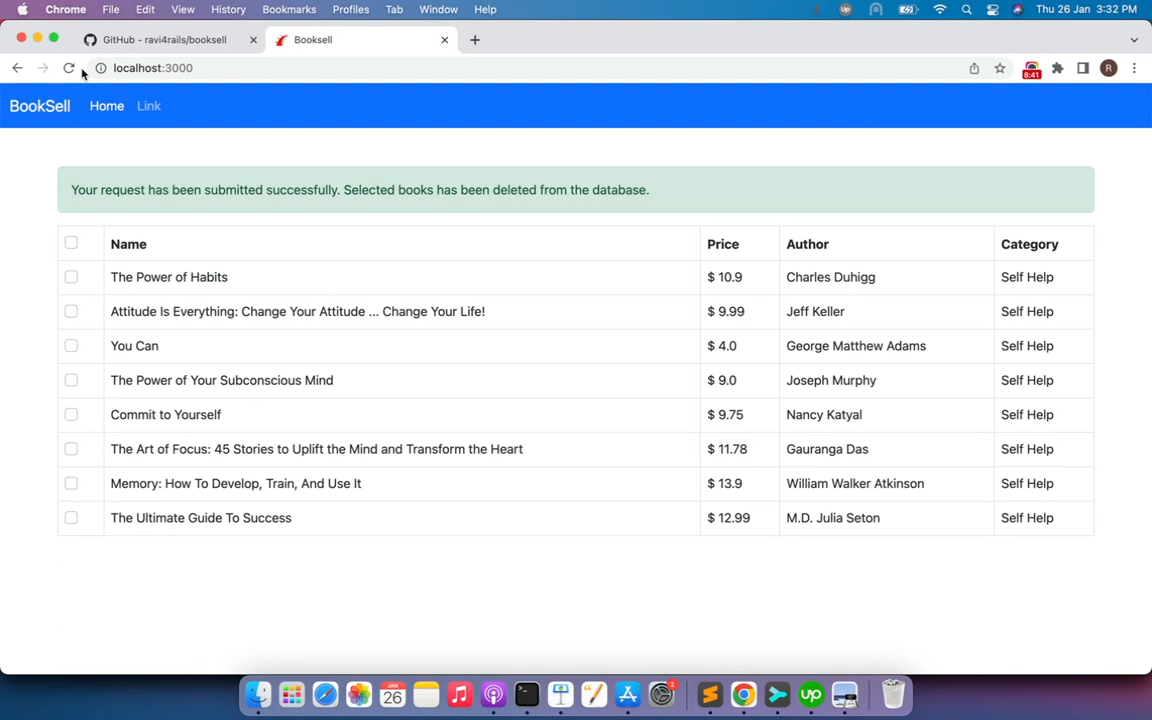 Chrome File Edit View History Bookmarks Profiles Tab Window Help Thu 26 Jan 3:32 PM
GitHub - ravi4rails/booksell Booksell
localhost:3000 8:41 R
BookSell Home Link
Your request has been submitted successfully. Selected books has been deleted from the database.
Name Price Author Category
The Power of Habits $ 10.9 Charles Duhigg Self Help
Attitude Is Everything: Change Your Attitude ... Change Your Life! $ 9.99 Jeff Keller Self Help
You Can $ 4.0 George Matthew Adams Self Help
The Power of Your Subconscious Mind $ 9.0 Joseph Murphy Self Help
Commit to Yourself $ 9.75 Nancy Katyal Self Help
The Art of Focus: 45 Stories to Uplift the Mind and Transform the Heart $ 11.78 Gauranga Das Self Help
Memory: How To Develop, Train, And Use It $ 13.9 William Walker Atkinson Self Help
The Ultimate Guide To Success $ 12.99 M.D. Julia Seton Self Help
JAN
26 2 up